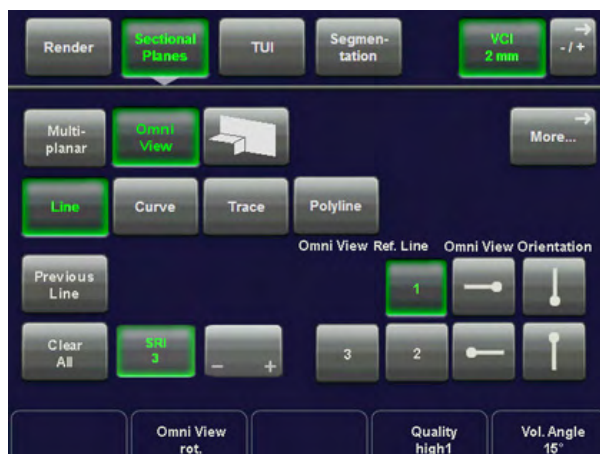 Render
Sectional
Planes
TUI
Segmen-
tation
VCI
2 mm
- / +
Multi-
planar
Omni
View
More...
Line
Curve
Trace
Polyline
Omni View Ref. Line
Omni View Orientation
Previous
Line
1
Clear
All
SRI
3
- +
3
2
Omni View
rot.
Quality
high1
Vol. Angle
15°